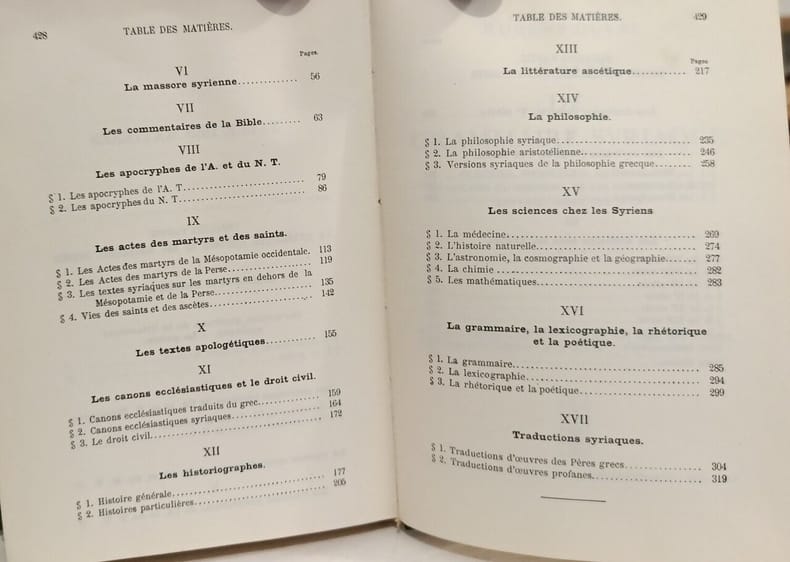 428
TABLE DES MATIÈRES.
Pages.
VI
La massore syrienne............. 56
VII
Les commentaires de la Bible........ 63
VIII
Les apocryphes de l'A. et du N. T.
§ 1. Les apocryphes de l'A. T. 79
§ 2. Les apocryphes du N. T. 86
IX
Les actes des martyrs et des saints.
§ 1. Les Actes des martyrs de la Mésopotamie occidentale. 113
§ 2. Les Actes des martyrs de la Perse. 119
§ 3. Les textes syriaques sur les martyrs en dehors de la
Mésopotamie et de la Perse. 135
§ 4. Vies des saints et des ascètes. 142
X
Les textes apologétiques........... 155
XI
Les canons ecclésiastiques et le droit civil.
§ 1. Canons ecclésiastiques traduits du grec. 159
§ 2. Canons ecclésiastiques syriaques. 164
§ 3. Le droit civil. 172
XII
Les historiographes.
§ 1. Histoire générale. 177
§ 2. Histoires particulières. 205
TABLE DES MATIÈRES.
429
XIII
Pages
La littérature ascétique........... 217
XIV
La philosophie.
§ 1. La philosophie syriaque. 235
§ 2. La philosophie aristotélienne. 246
§ 3. Versions syriaques de la philosophie grecque. 258
XV
Les sciences chez les Syriens
§ 1. La médecine. 269
§ 2. L'histoire naturelle. 274
§ 3. L'astronomie, la cosmographie et la géographie. 277
§ 4. La chimie 282
§ 5. Les mathématiques. 283
XVI
La grammaire, la lexicographie, la rhétorique
et la poétique.
§ 1. La grammaire. 285
§ 2. La lexicographie. 294
§ 3. La rhétorique et la poétique. 299
XVII
Traductions syriaques.
§ 1. Traductions d'œuvres des Pères grecs. 304
§ 2. Traductions d'œuvres profanes. 319